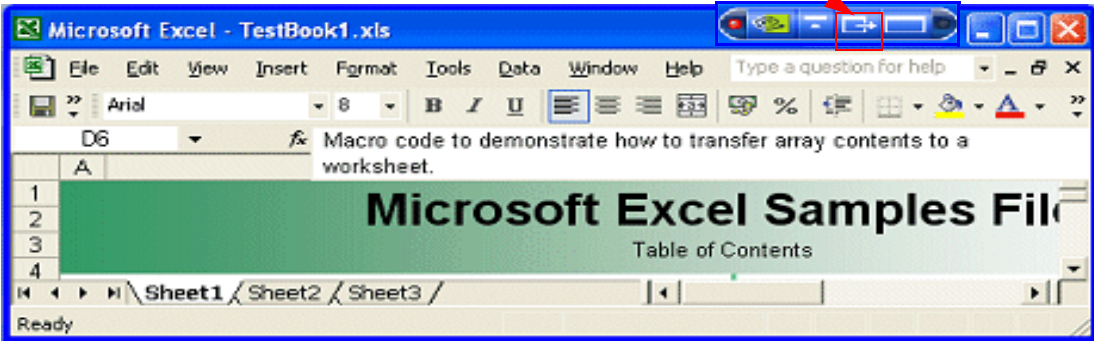 Microsoft Excel - TestBook1.xls
File Edit View Insert Format Tools Data Window Help Type a question for help
Arial 8 B I U %
D6 fx Macro code to demonstrate how to transfer array contents to a
worksheet.
A
1
Microsoft Excel Samples
2
3 Table of Contents
4
Sheet1 Sheet2 Sheet3
Ready